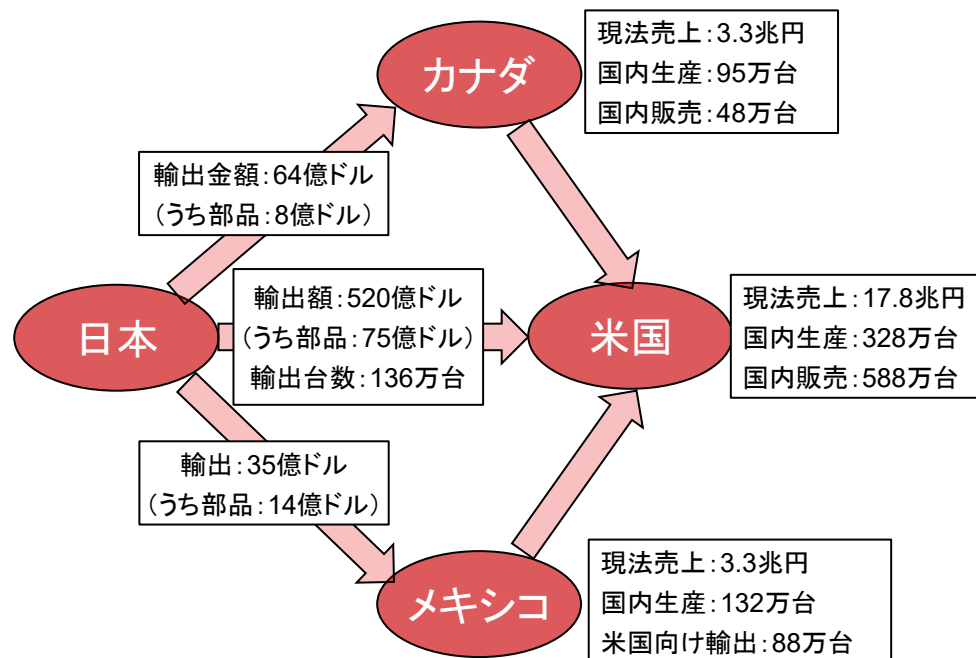 カナダ
現法売上：3.3兆円
国内生産：95万台
国内販売：48万台
輸出金額：64億ドル
（うち部品：8億ドル）
日本
輸出額：520億ドル
（うち部品：75億ドル）
輸出台数：136万台
米国
現法売上：17.8兆円
国内生産：328万台
国内販売：588万台
輸出：35億ドル
（うち部品：14億ドル）
メキシコ
現法売上：3.3兆円
国内生産：132万台
米国向け輸出：88万台